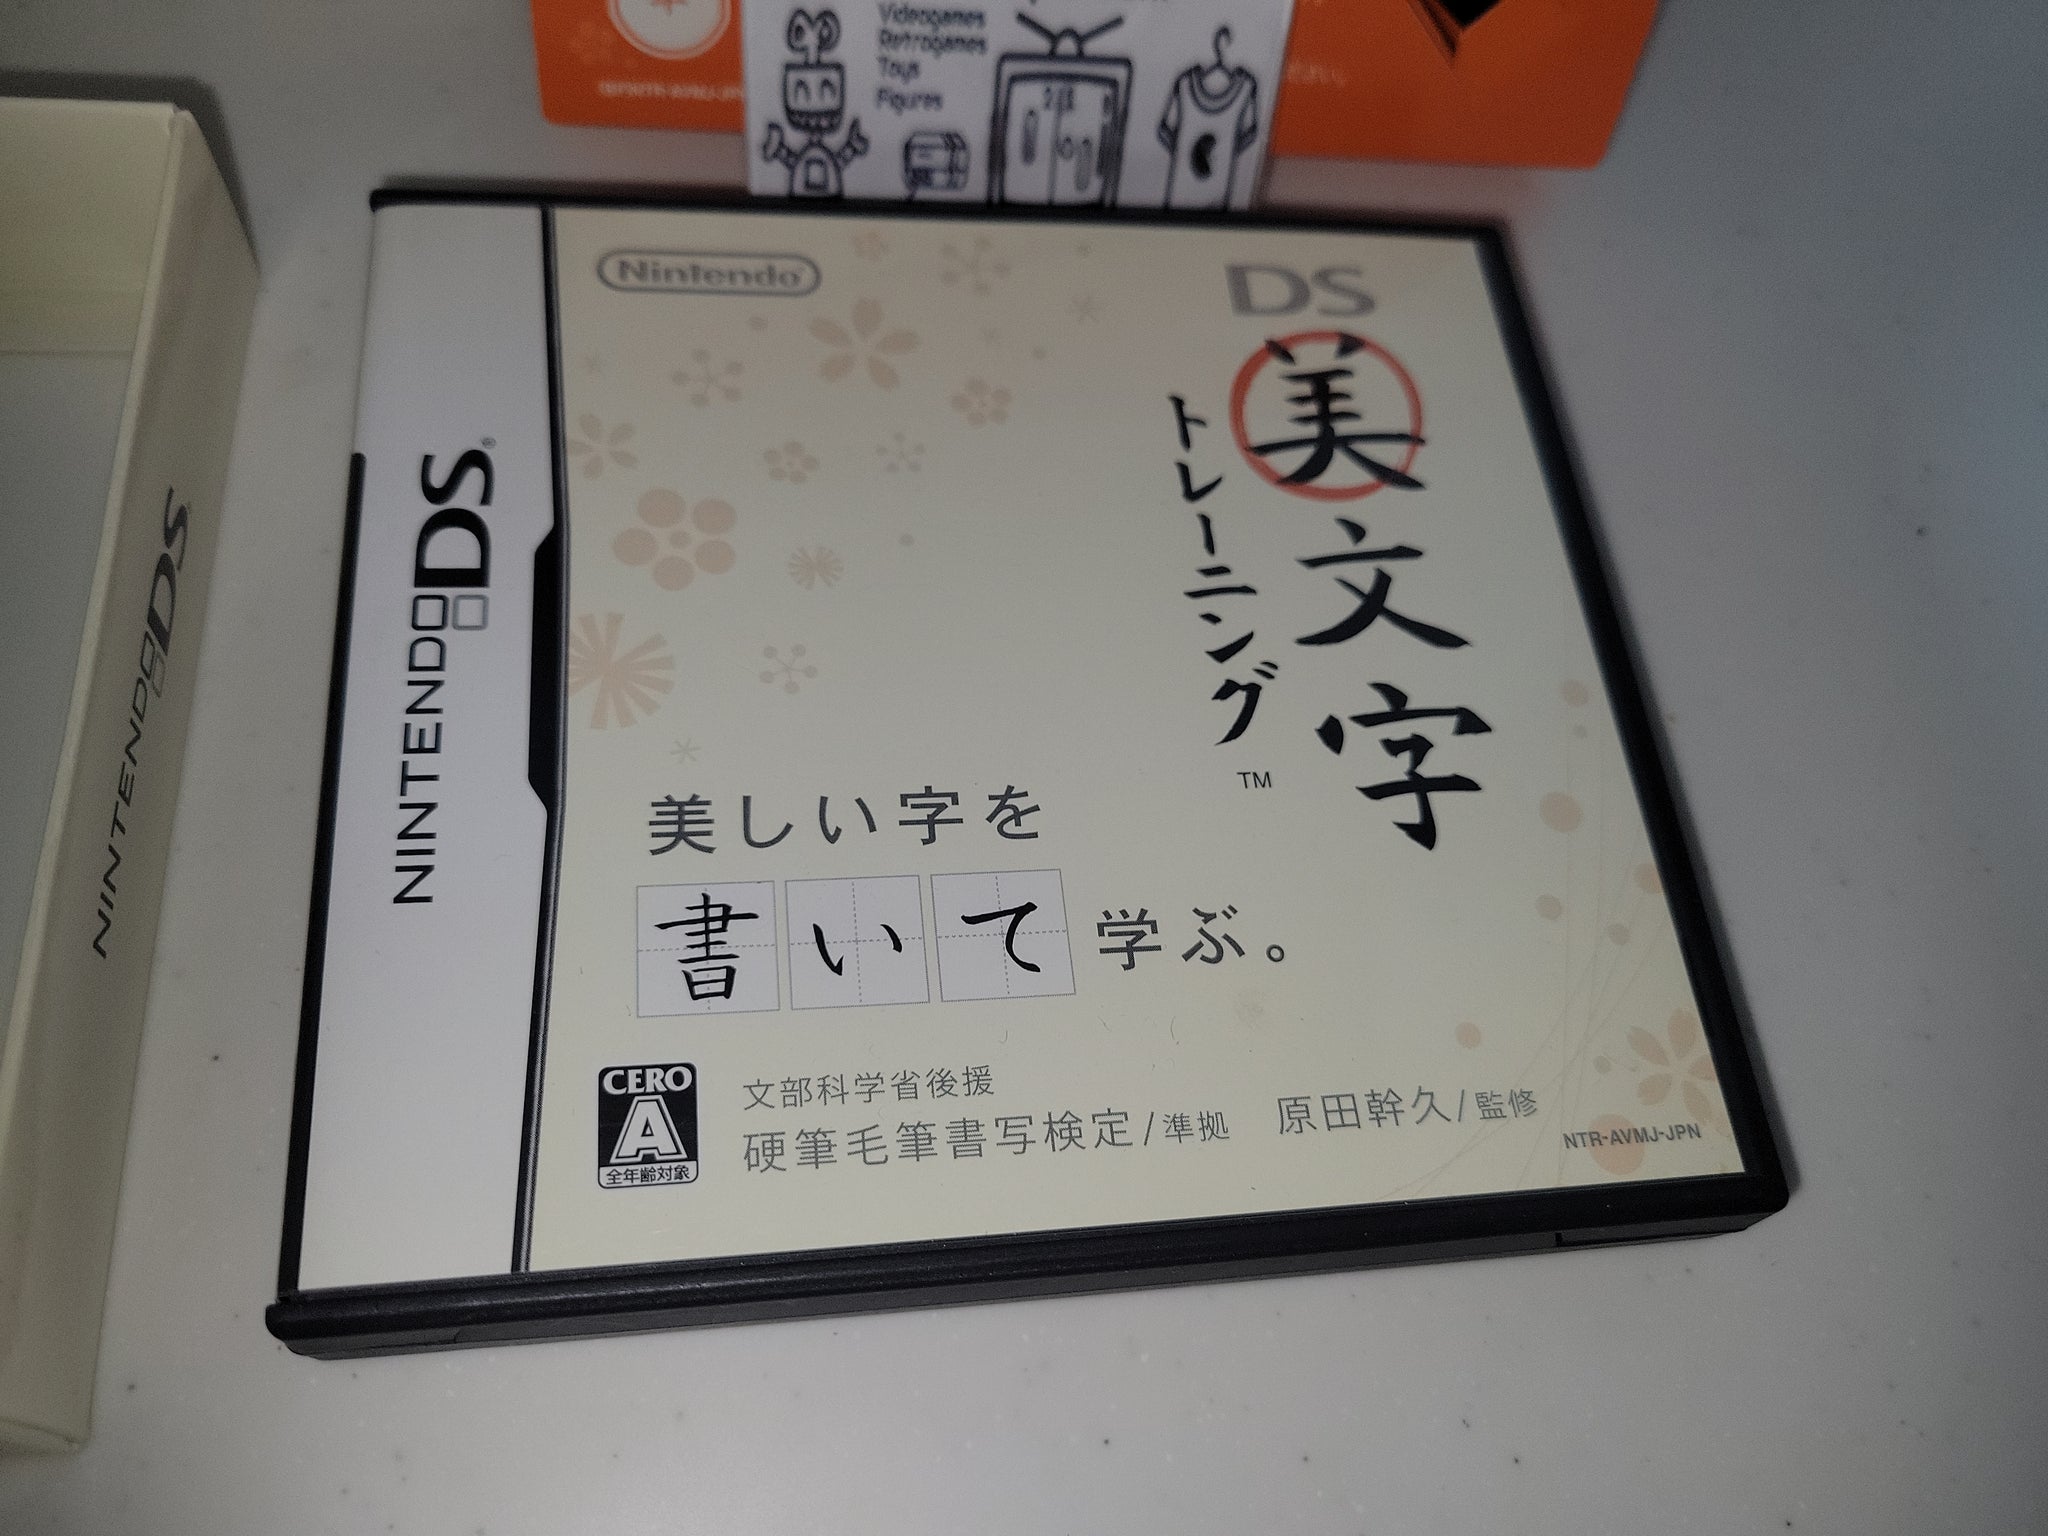 Videogames
Retrogames
Toys
Figures
NINTENDO DS
NINTENDO DS®
Nintendo
DS
美文字
トレーニング™
美しい字を
書いて学ぶ。
CERO
A
全年齢対象
文部科学省後援
硬筆毛筆書写検定/準拠 原田幹久/監修
NTR-AVMJ-JPN